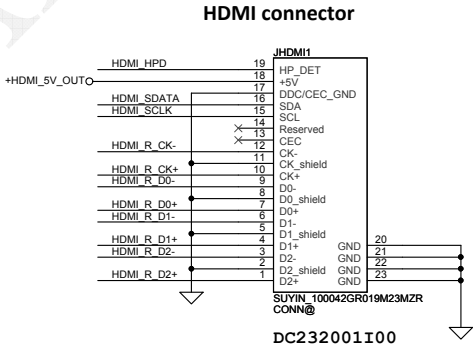 HDMI connector
JHDMI1
HDMI_HPD 19 HP_DET
+HDMI_5V_OUT 18 +5V
17 DDC/CEC_GND
HDMI_SDATA 16 SDA
HDMI_SCLK 15 SCL
14 Reserved
13 CEC
HDMI_R_CK- 12 CK-
11 CK_shield
HDMI_R_CK+ 10 CK+
HDMI_R_D0- 9 D0-
8 D0_shield
HDMI_R_D0+ 7 D0+
HDMI_R_D1- 6 D1-
5 D1_shield
HDMI_R_D1+ 4 D1+ GND 20
HDMI_R_D2- 3 D2- GND 21
2 D2_shield GND 22
HDMI_R_D2+ 1 D2+ GND 23
SUYIN_100042GR019M23MZR
CONN@
DC232001I00